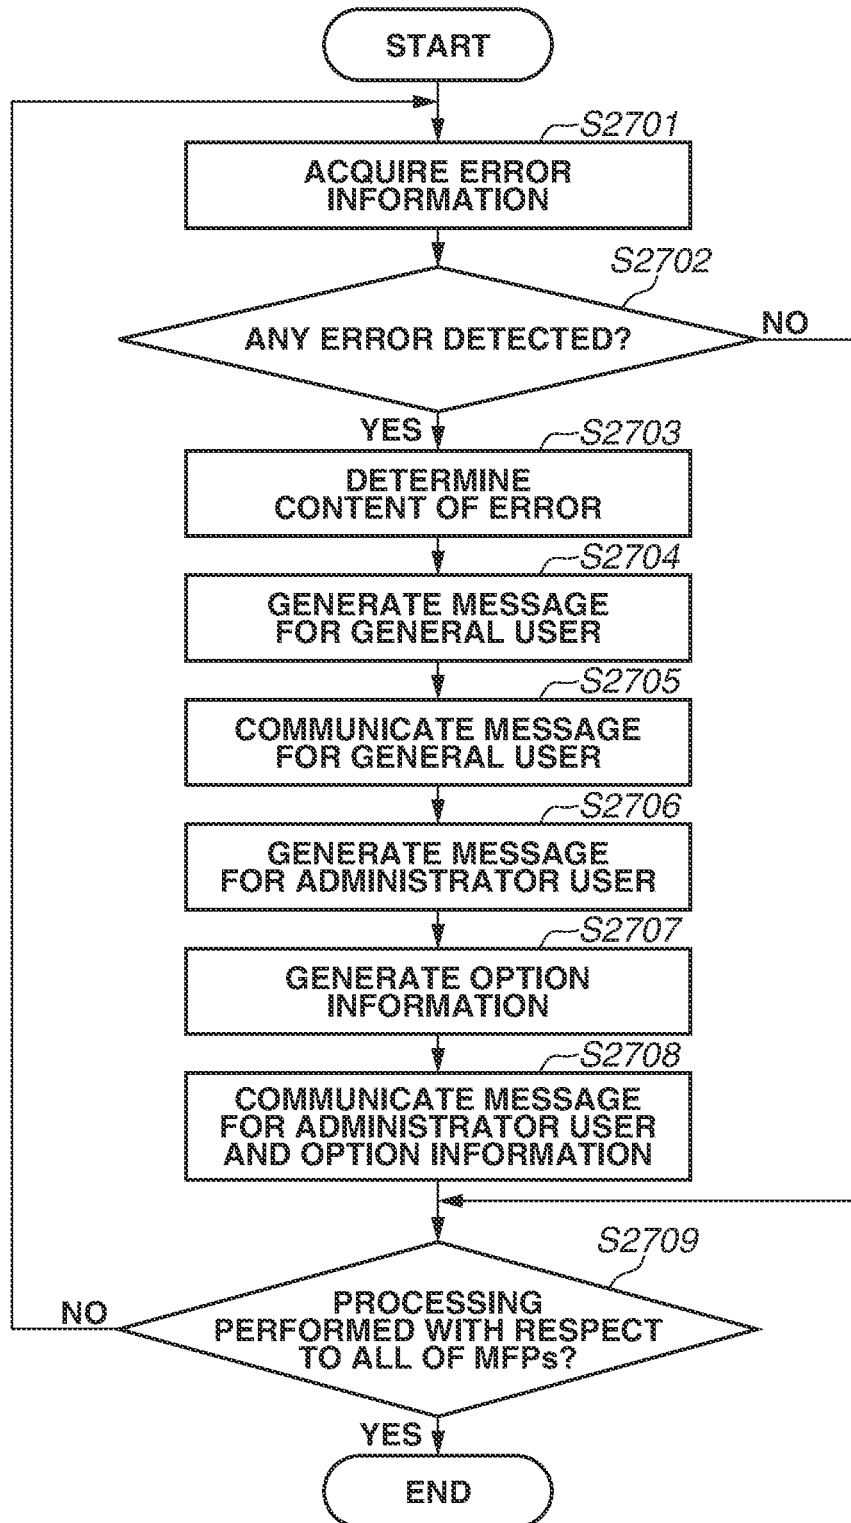 START
S2701
ACQUIRE ERROR
INFORMATION
S2702
ANY ERROR DETECTED?
NO
YES
S2703
DETERMINE
CONTENT OF ERROR
S2704
GENERATE MESSAGE
FOR GENERAL USER
S2705
COMMUNICATE MESSAGE
FOR GENERAL USER
S2706
GENERATE MESSAGE
FOR ADMINISTRATOR USER
S2707
GENERATE OPTION
INFORMATION
S2708
COMMUNICATE MESSAGE
FOR ADMINISTRATOR USER
AND OPTION INFORMATION
S2709
NO
PROCESSING
PERFORMED WITH RESPECT
TO ALL OF MFPs?
YES
END